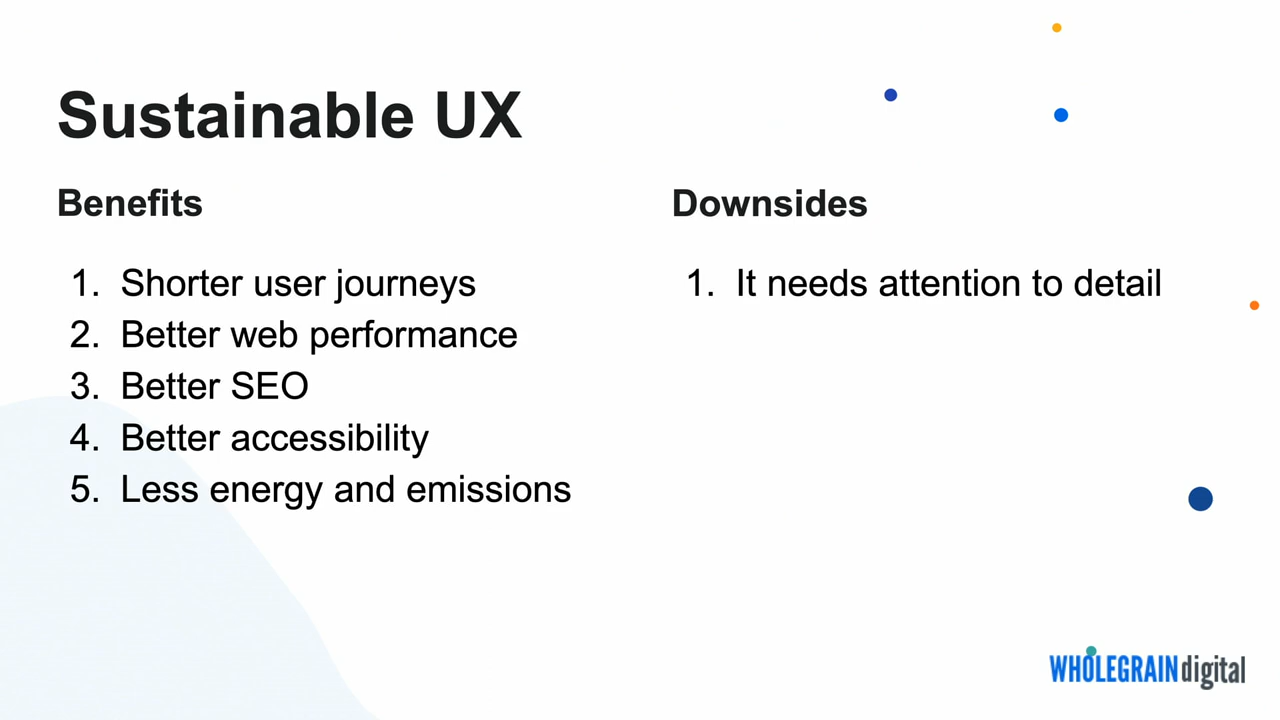 Sustainable UX
Benefits
1. Shorter user journeys
2. Better web performance
3. Better SEO
4. Better accessibility
5. Less energy and emissions
Downsides
1. It needs attention to detail
WHOLEGRAIN digital